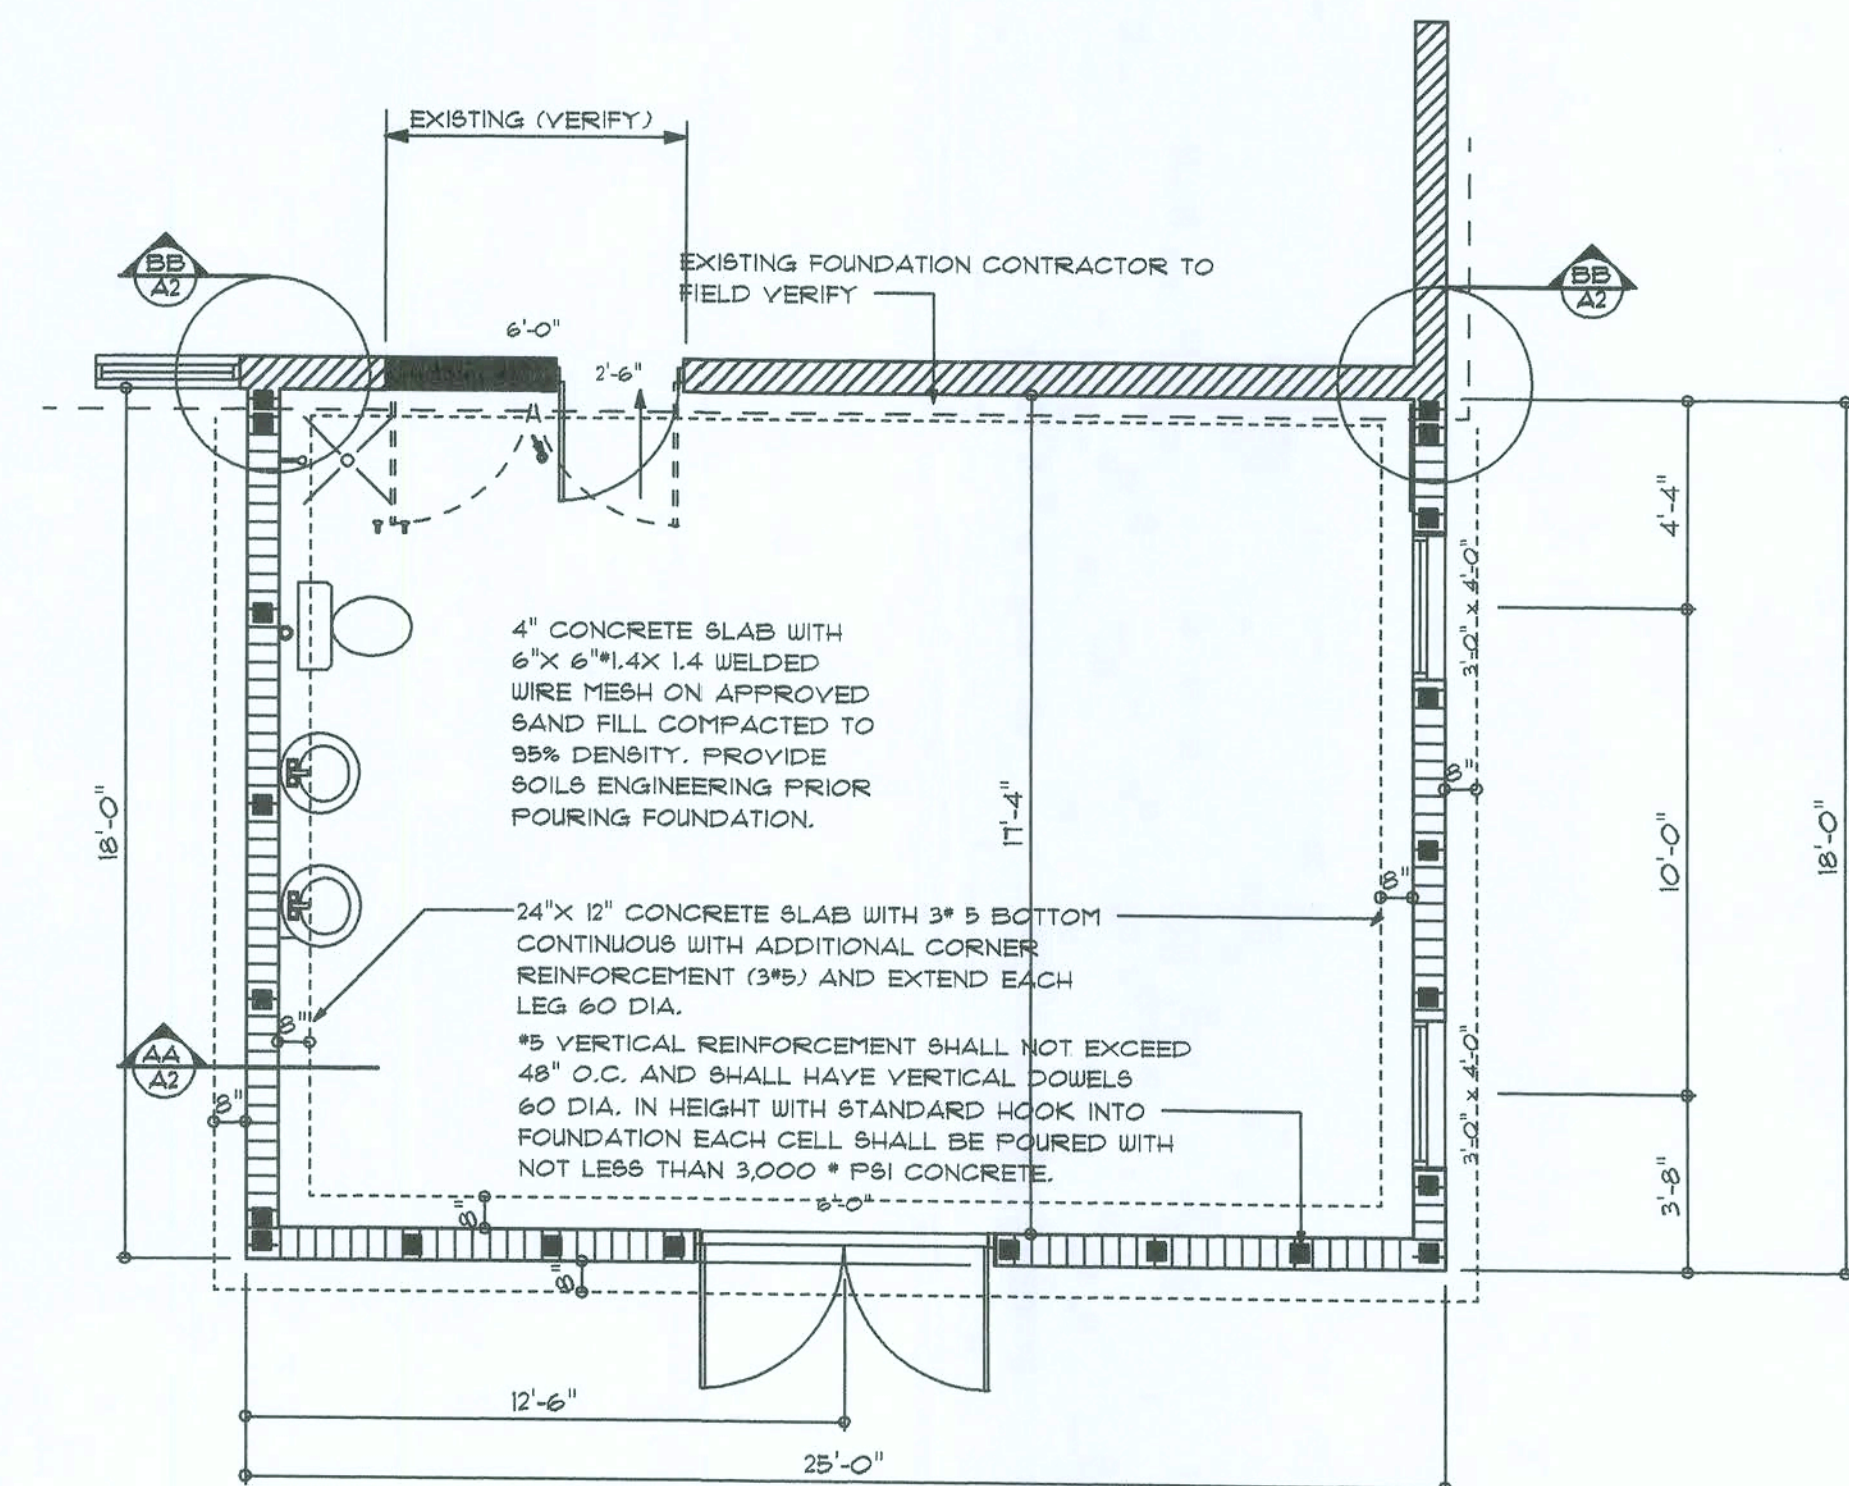 EXISTING (VERIFY)
BB
A2
EXISTING FOUNDATION CONTRACTOR TO
FIELD VERIFY
BB
A2
6'-0"
2'-6"
4'-4"
3'-0" x 4'-0"
4" CONCRETE SLAB WITH
6"X 6"#1.4X 1.4 WELDED
WIRE MESH ON APPROVED
SAND FILL COMPACTED TO
95% DENSITY. PROVIDE
SOILS ENGINEERING PRIOR
POURING FOUNDATION.
18'-0"
17'-4"
8"
10'-0"
18'-0"
8"
24"X 12" CONCRETE SLAB WITH 3# 5 BOTTOM
CONTINUOUS WITH ADDITIONAL CORNER
REINFORCEMENT (3#5) AND EXTEND EACH
LEG 60 DIA.
8"
AA
A2
#5 VERTICAL REINFORCEMENT SHALL NOT EXCEED
48" O.C. AND SHALL HAVE VERTICAL DOWELS
60 DIA. IN HEIGHT WITH STANDARD HOOK INTO
FOUNDATION EACH CELL SHALL BE POURED WITH
NOT LESS THAN 3,000 # PSI CONCRETE.
8"
3'-0" x 4'-0"
3'-8"
8"
6'-0"
8"
12'-6"
25'-0"